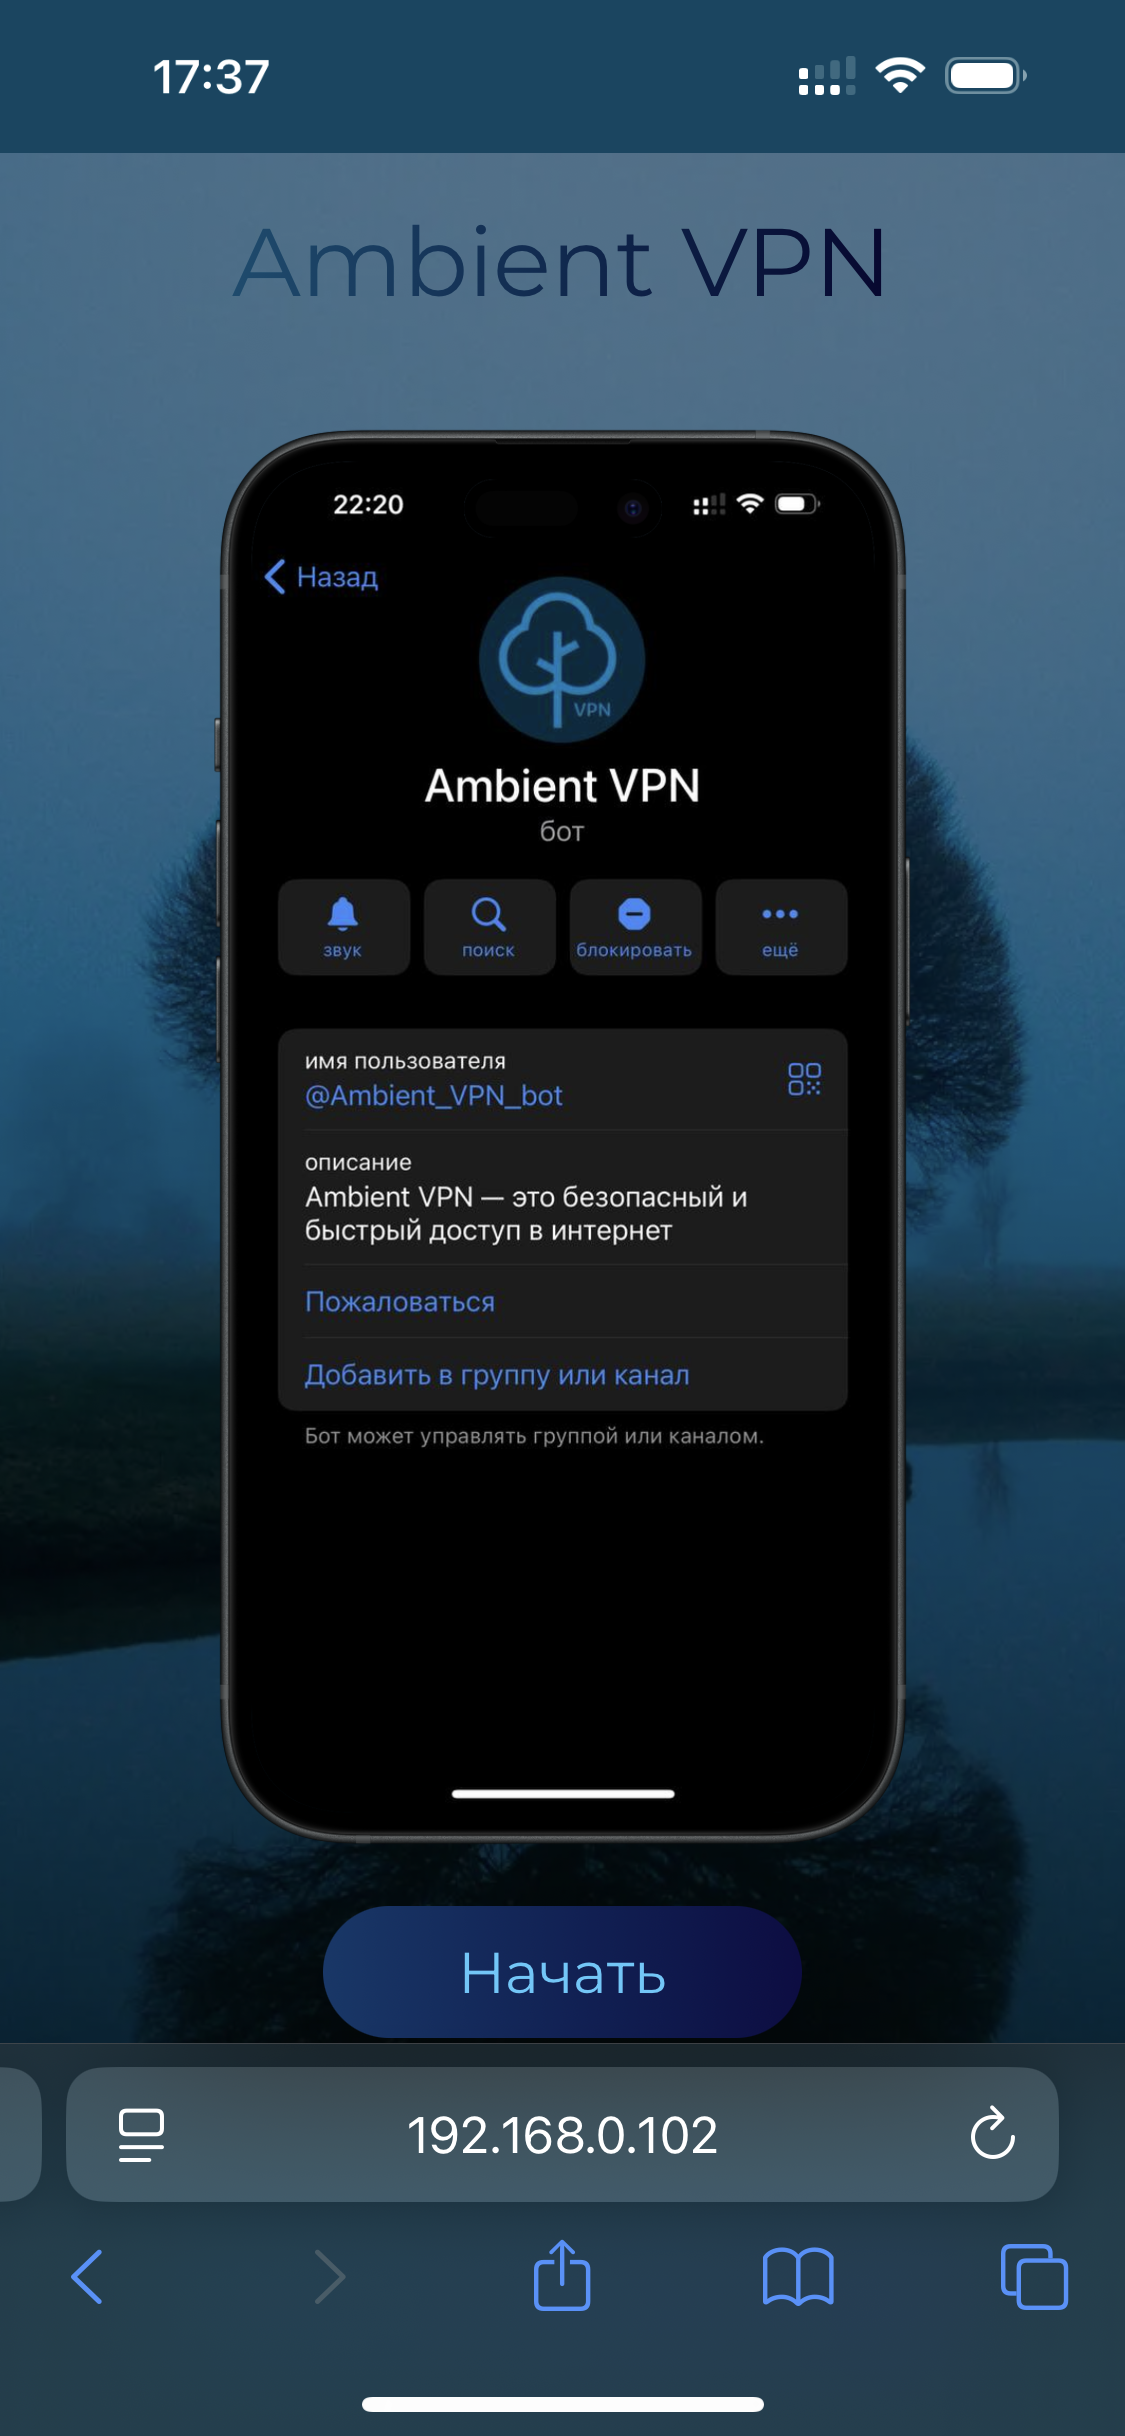 17:37
Ambient VPN
22:20
Назад
VPN
Ambient VPN
бот
звук
поиск
блокировать
ещё
имя пользователя
@Ambient_VPN_bot
описание
Ambient VPN — это безопасный и
быстрый доступ в интернет
Пожаловаться
Добавить в группу или канал
Бот может управлять группой или каналом.
Начать
192.168.0.102